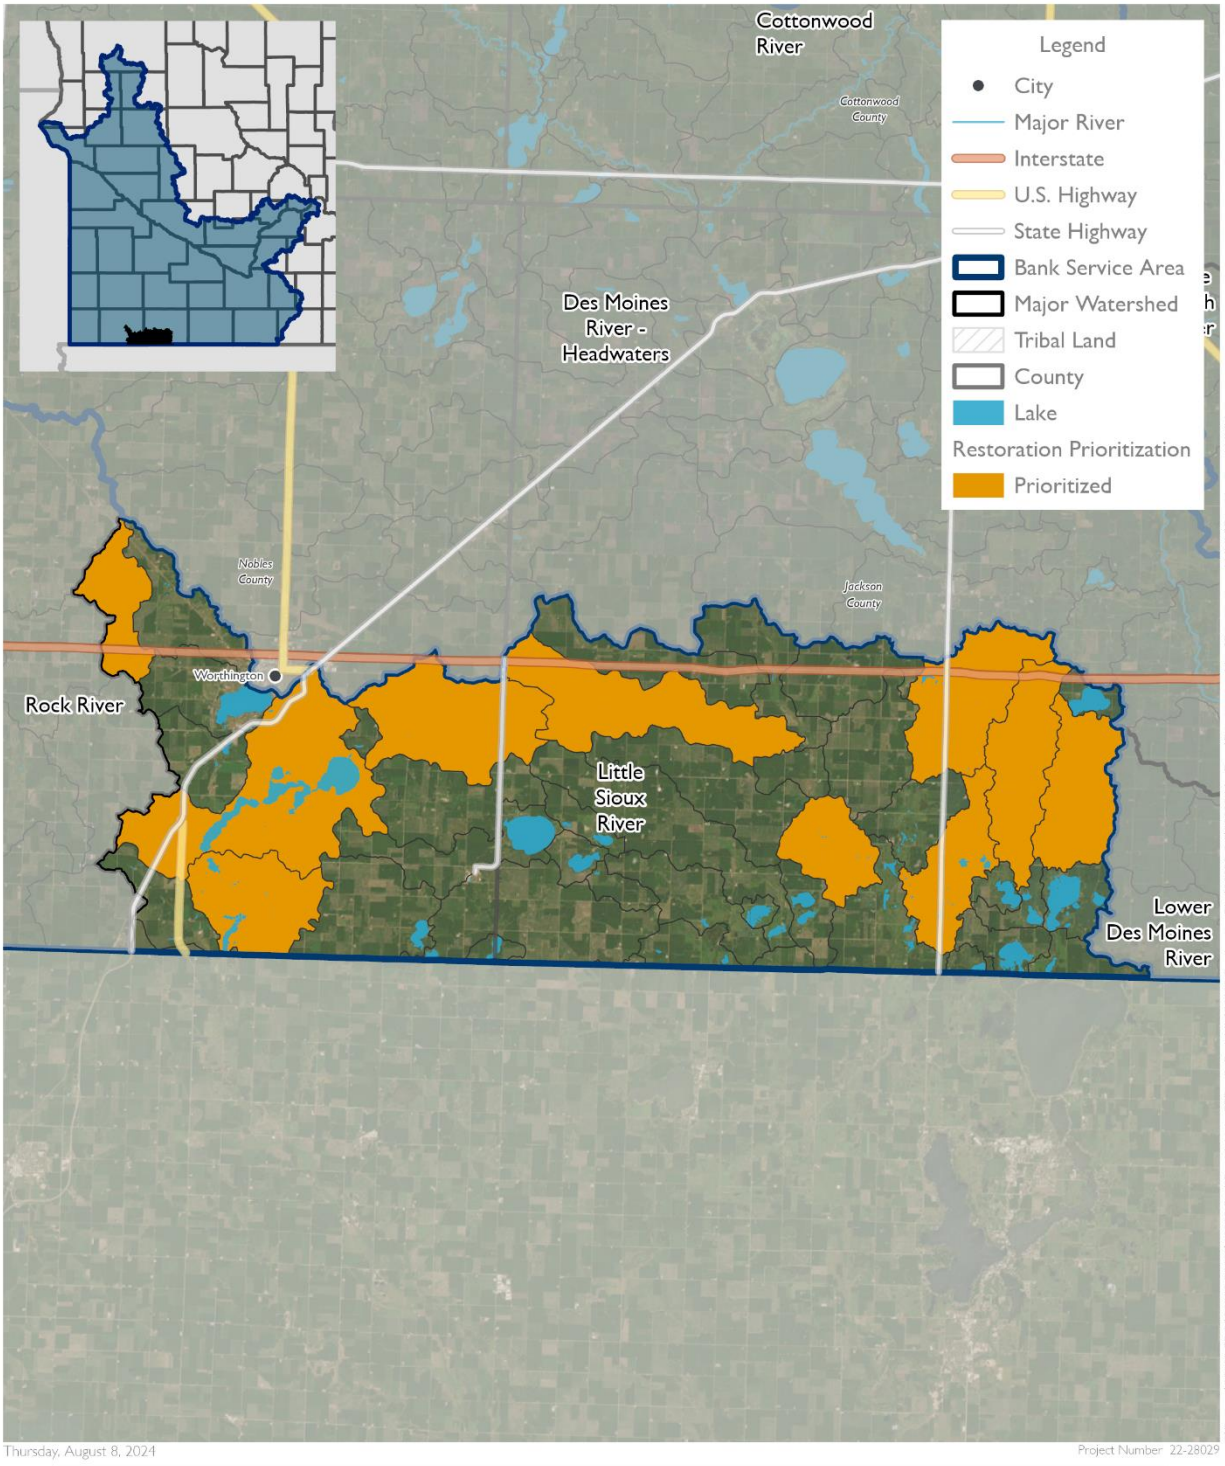 Cottonwood
River
Cottonwood
County
Legend
City
Major River
Interstate
U.S. Highway
State Highway
Bank Service Area
Major Watershed
Tribal Land
County
Lake
Restoration Prioritization
Prioritized
Des Moines
River -
Headwaters
Nobles
County
Jackson
County
Worthington
Rock River
Little
Sioux
River
Lower
Des Moines
River
Thursday, August 8, 2024
Project Number 22-28029